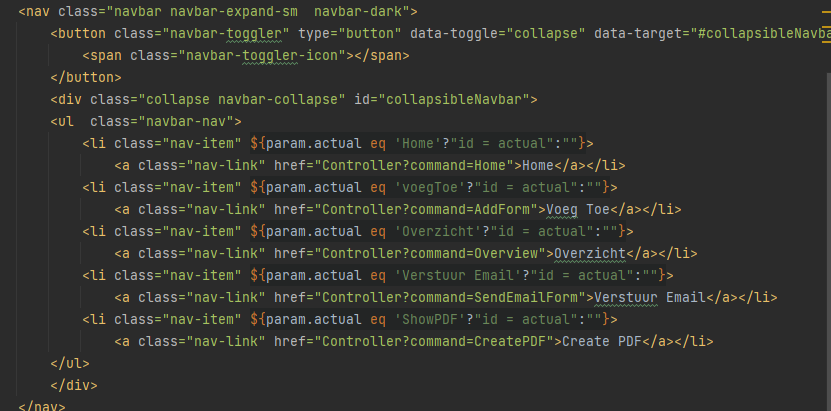 <nav class="navbar navbar-expand-sm  navbar-dark">
<button class="navbar-toggler" type="button" data-toggle="collapse" data-target="#collapsibleNavba
<span class="navbar-toggler-icon"></span>
</button>
<div class="collapse navbar-collapse" id="collapsibleNavbar">
<ul  class="navbar-nav">
<li class="nav-item" ${param.actual eq 'Home'?"id = actual":""}>
<a class="nav-link" href="Controller?command=Home">Home</a></li>
<li class="nav-item" ${param.actual eq 'voegToe'?"id = actual":""}>
<a class="nav-link" href="Controller?command=AddForm">Voeg Toe</a></li>
<li class="nav-item" ${param.actual eq 'Overzicht'?"id = actual":""}>
<a class="nav-link" href="Controller?command=Overview">Overzicht</a></li>
<li class="nav-item" ${param.actual eq 'Verstuur Email'?"id = actual":""}>
<a class="nav-link" href="Controller?command=SendEmailForm">Verstuur Email</a></li>
<li class="nav-item" ${param.actual eq 'ShowPDF'?"id = actual":""}>
<a class="nav-link" href="Controller?command=CreatePDF">Create PDF</a></li>
</ul>
</div>
</nav>